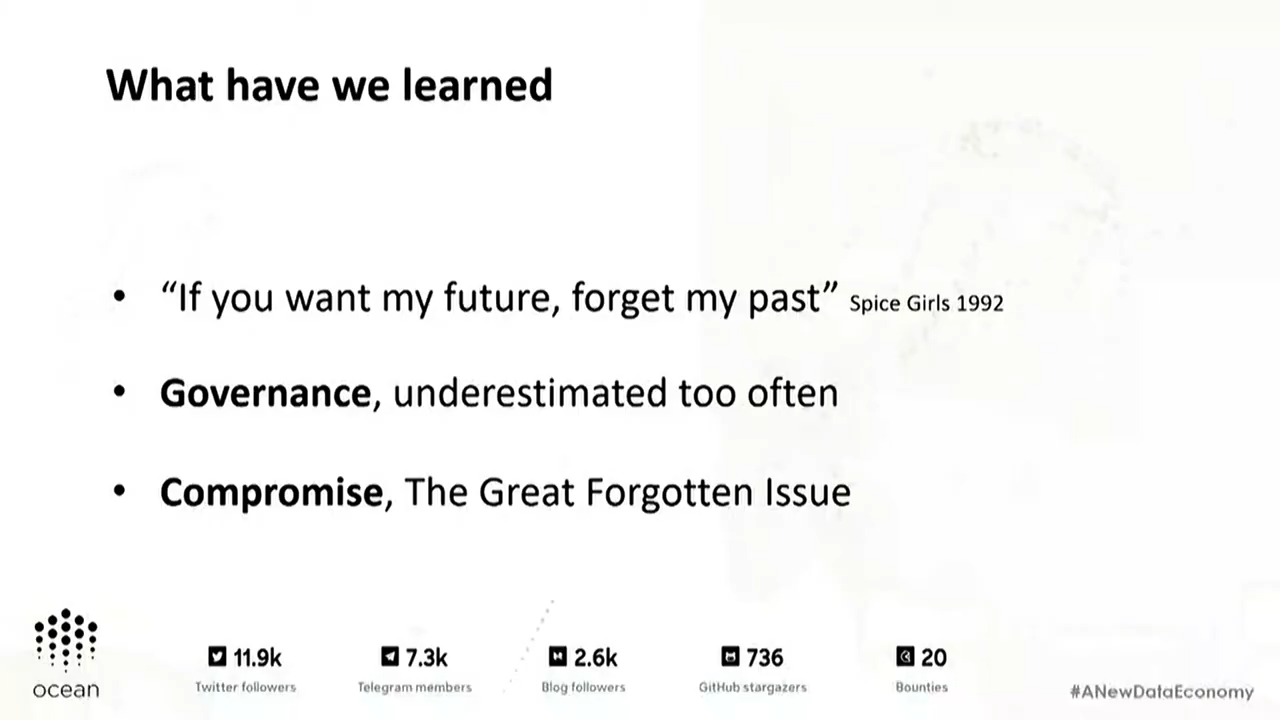 What have we learned
• “If you want my future, forget my past” Spice Girls 1992
• Governance, underestimated too often
• Compromise, The Great Forgotten Issue
ocean
11.9k
Twitter followers
7.3k
Telegram members
2.6k
Blog followers
736
GitHub stargazers
20
Bounties
#ANewDataEconomy